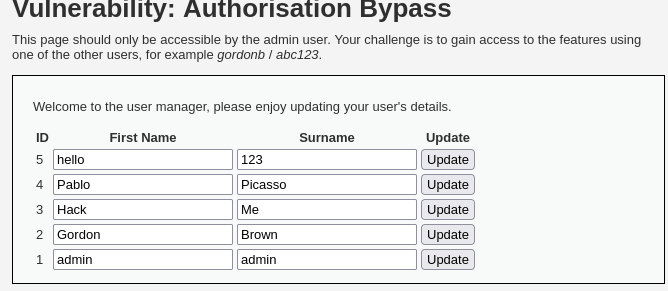 Vulnerability: Authorisation Bypass
This page should only be accessible by the admin user. Your challenge is to gain access to the features using
one of the other users, for example gordonb / abc123.
Welcome to the user manager, please enjoy updating your user's details.
ID First Name Surname Update
5 hello 123 Update
4 Pablo Picasso Update
3 Hack Me Update
2 Gordon Brown Update
1 admin admin Update